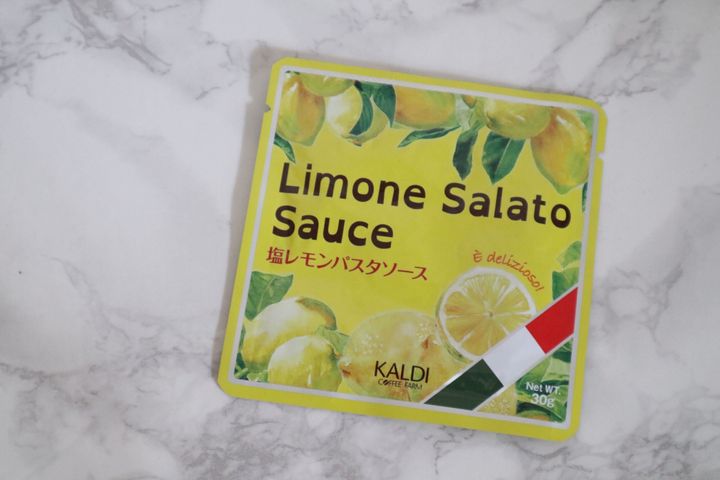 Limone Salato
Sauce
塩レモンパスタソース
È delizioso!
KALDI
COFFEE FARM
Net WT.
30g